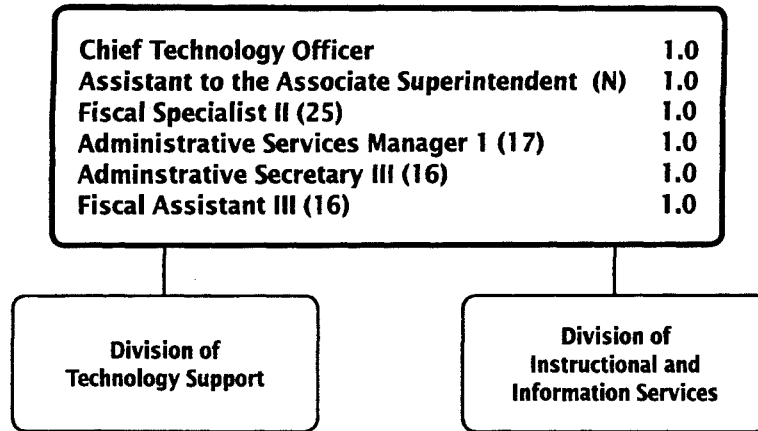 Chief Technology Officer 1.0
Assistant to the Associate Superintendent (N) 1.0
Fiscal Specialist II (25) 1.0
Administrative Services Manager 1 (17) 1.0
Adminstrative Secretary III (16) 1.0
Fiscal Assistant III (16) 1.0
Division of
Technology Support
Division of
Instructional and
Information Services